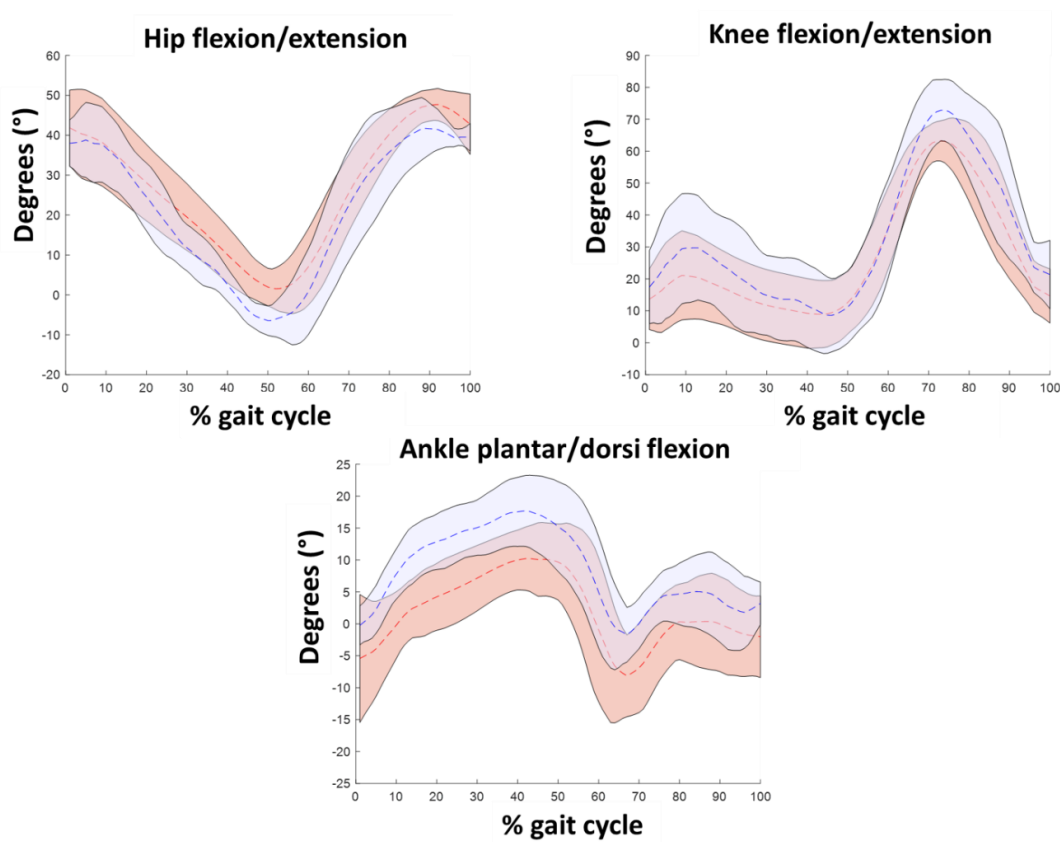 Hip flexion/extension
Degrees (°)
60
50
40
30
20
10
0
-10
-20
0 10 20 30 40 50 60 70 80 90 100
% gait cycle
Knee flexion/extension
Degrees (°)
90
80
70
60
50
40
30
20
10
0
-10
0 10 20 30 40 50 60 70 80 90 100
% gait cycle
Ankle plantar/dorsi flexion
Degrees (°)
25
20
15
10
5
0
-5
-10
-15
-20
-25
0 10 20 30 40 50 60 70 80 90 100
% gait cycle